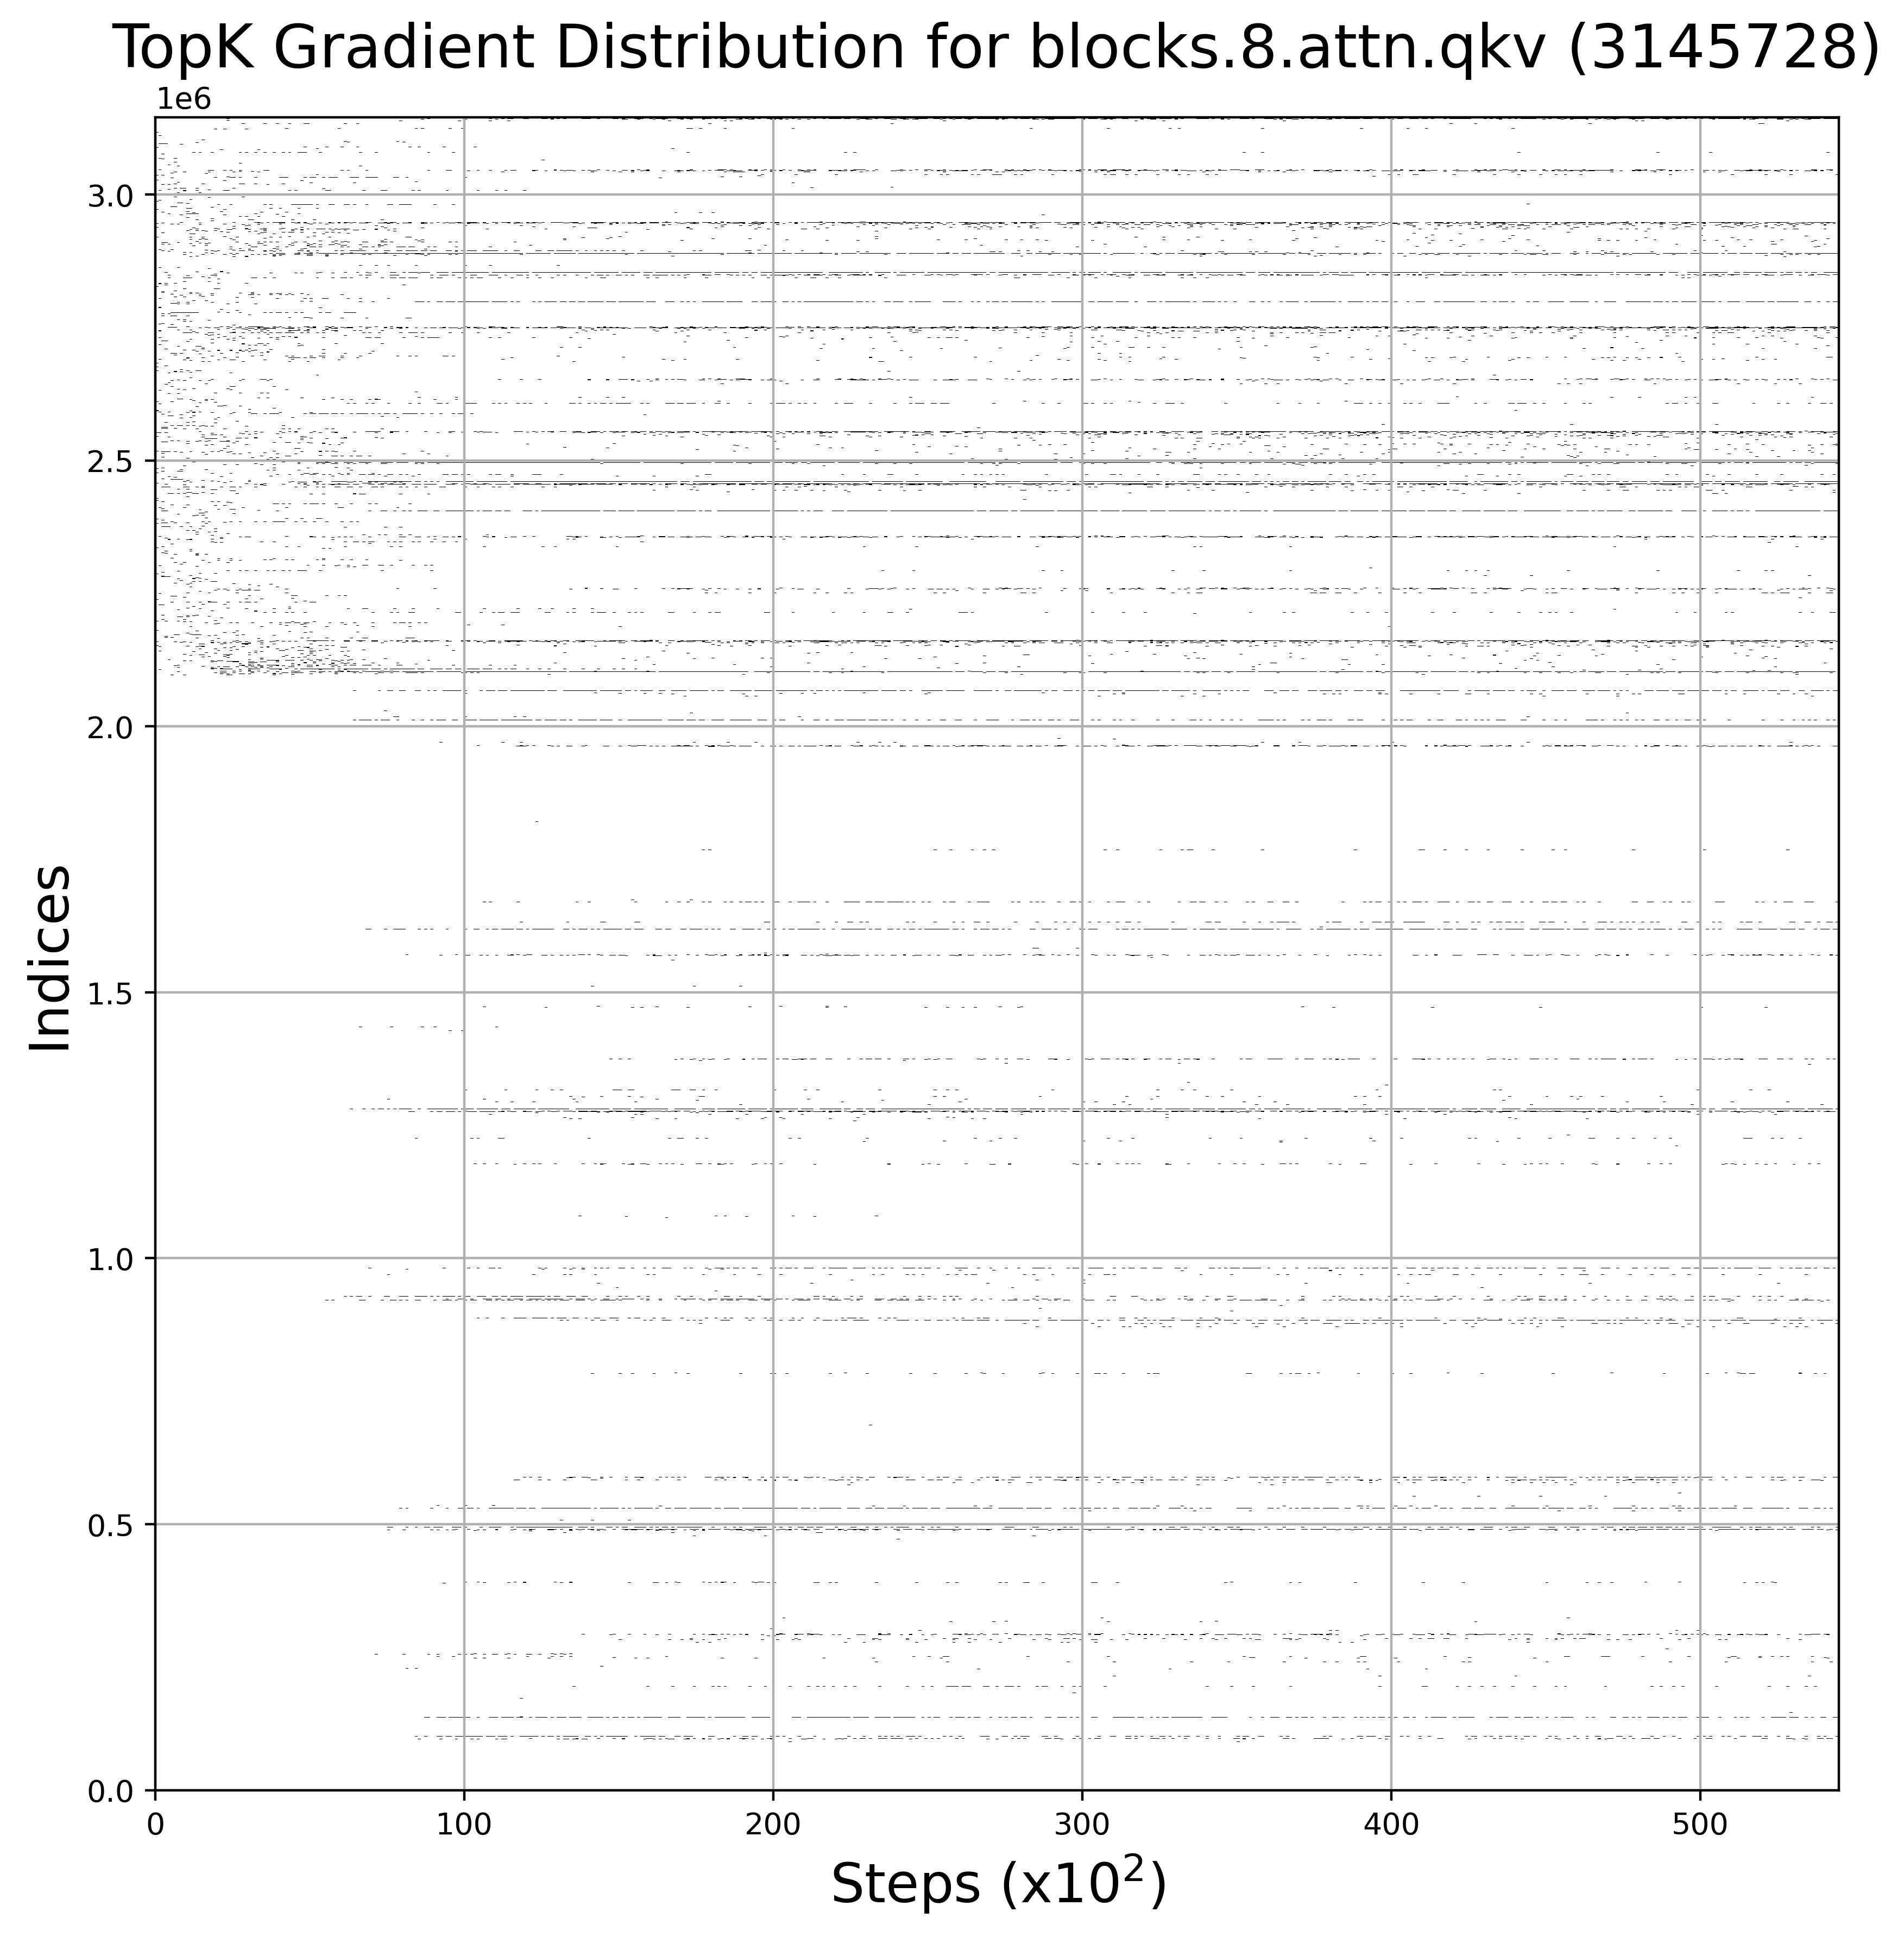 TopK Gradient Distribution for blocks.8.attn.qkv (3145728)
1e6
3.0
2.5
2.0
1.5
1.0
0.5
0.0
Indices
0 100 200 300 400 500
Steps (x10²)